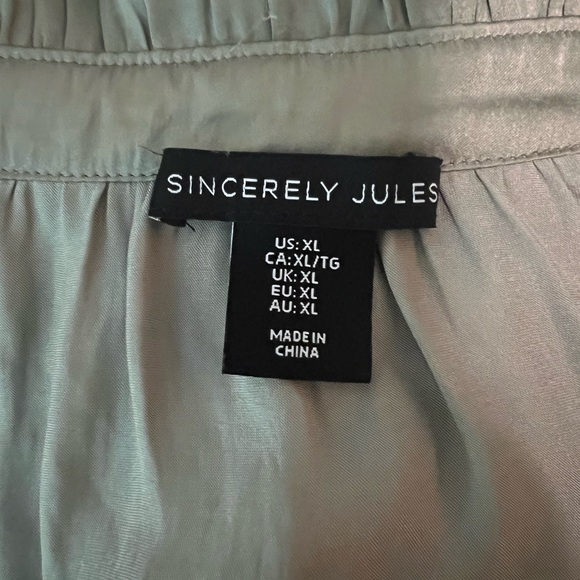 SINCERELY JULES
US: XL
CA:XL/TG
UK: XL
EU: XL
AU: XL
MADE IN
CHINA